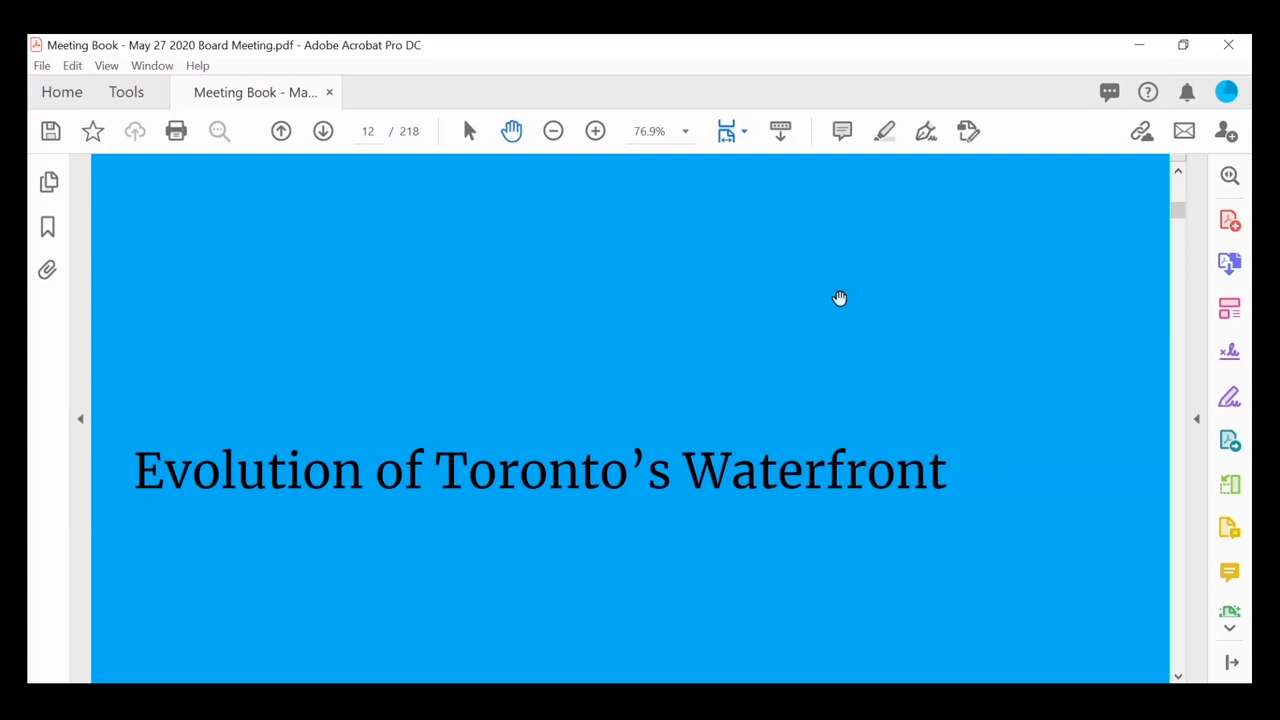 Meeting Book - May 27 2020 Board Meeting.pdf - Adobe Acrobat Pro DC
File Edit View Window Help
Home Tools Meeting Book - Ma... ×
12 / 218 76.9%
Evolution of Toronto’s Waterfront